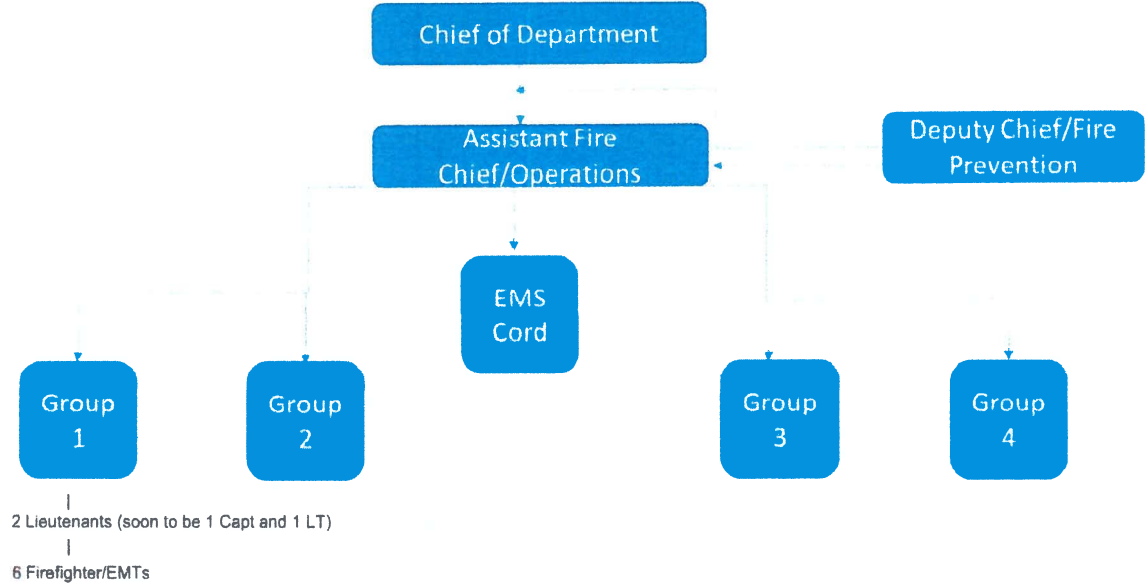 Chief of Department
Assistant Fire
Chief/Operations
Deputy Chief/Fire
Prevention
EMS
Cord
Group
1
Group
2
Group
3
Group
4
2 Lieutenants (soon to be 1 Capt and 1 LT)
6 Firefighter/EMTs